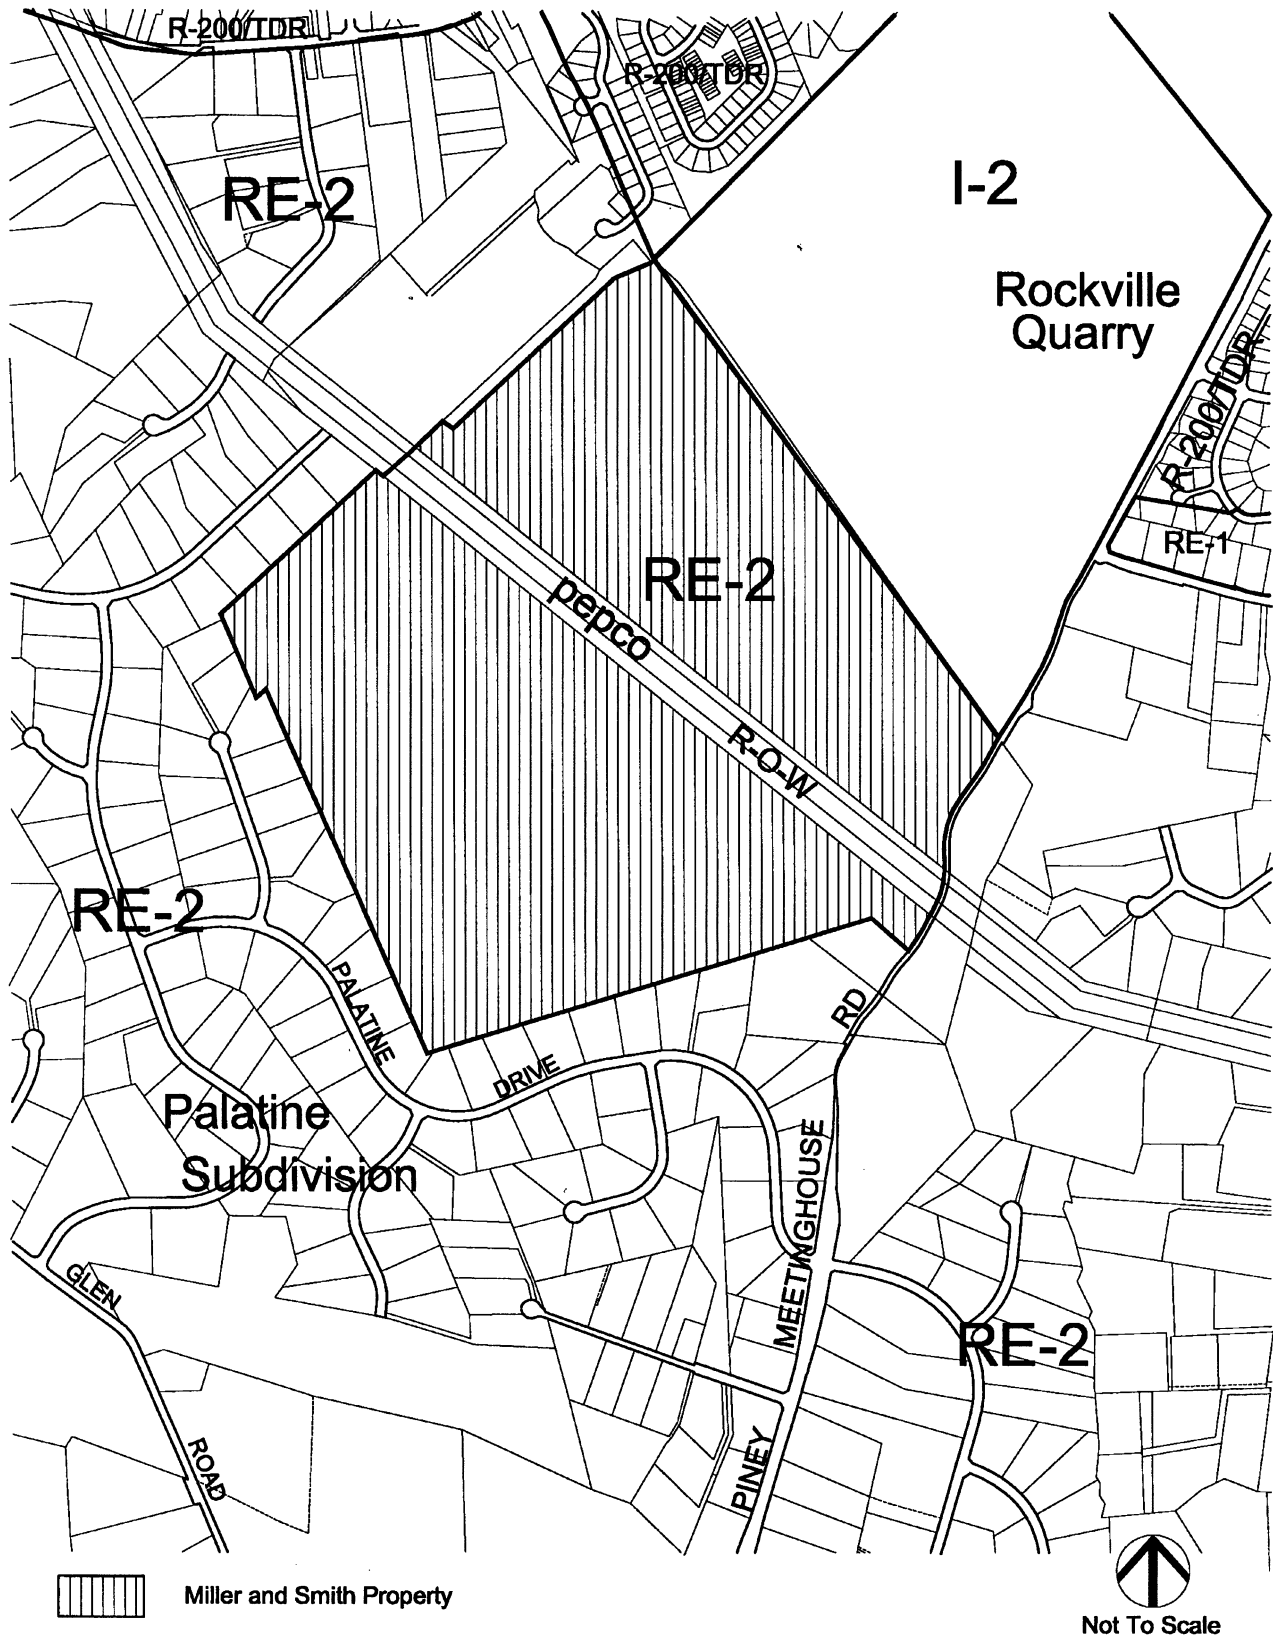 R-200/TDR
R-200/TDR
RE-2
I-2
Rockville
Quarry
R-200/TDR
RE-1
RE-2
pepco
R-O-W
RE-2
PALATINE
DRIVE
RD
Palatine
Subdivision
MEETINGHOUSE
GLEN
RE-2
ROAD
PINEY
Miller and Smith Property
Not To Scale